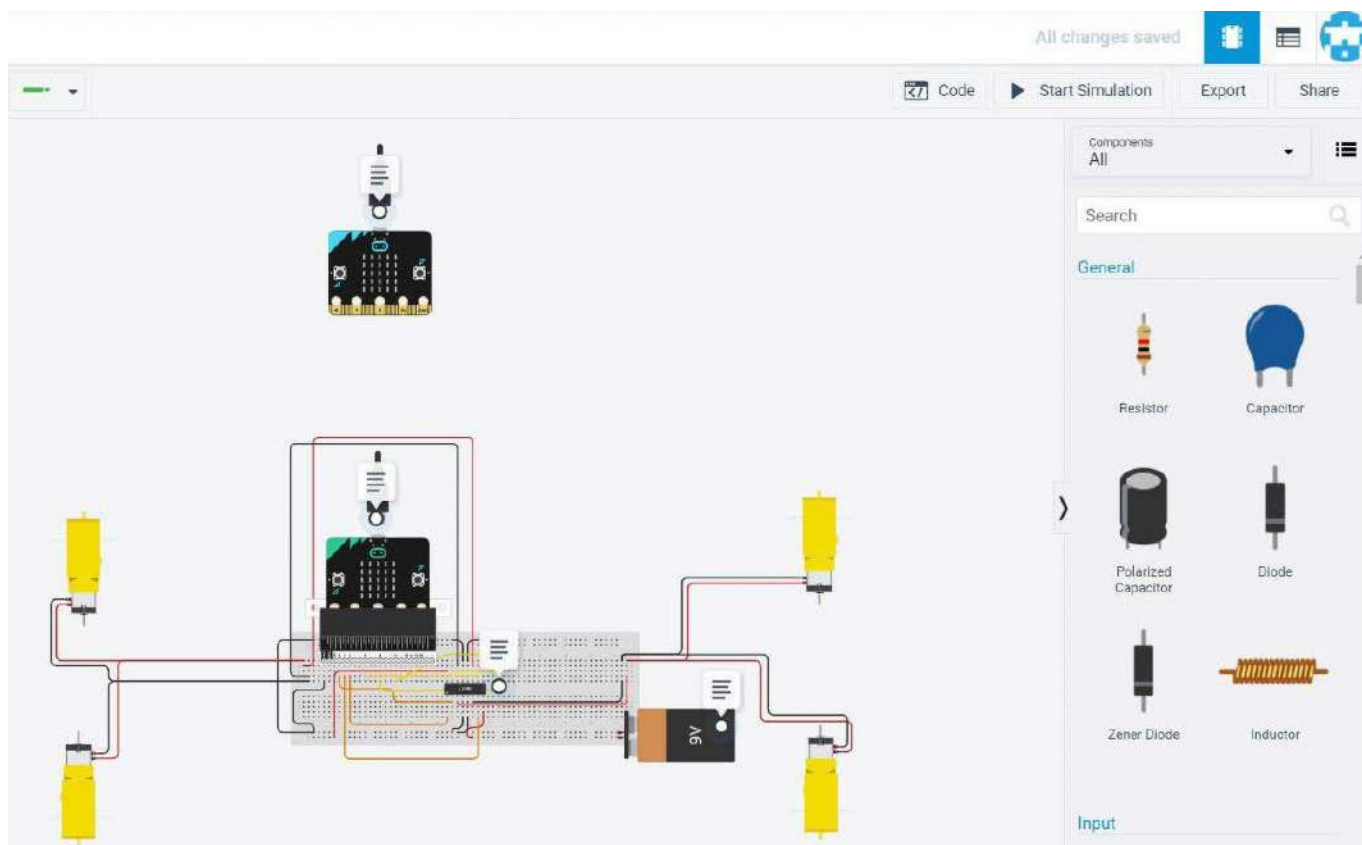 All changes saved
Code
Start Simulation
Export
Share
Components
All
Search
General
Resistor
Capacitor
Polarized
Capacitor
Diode
Zener Diode
Inductor
9V
Input